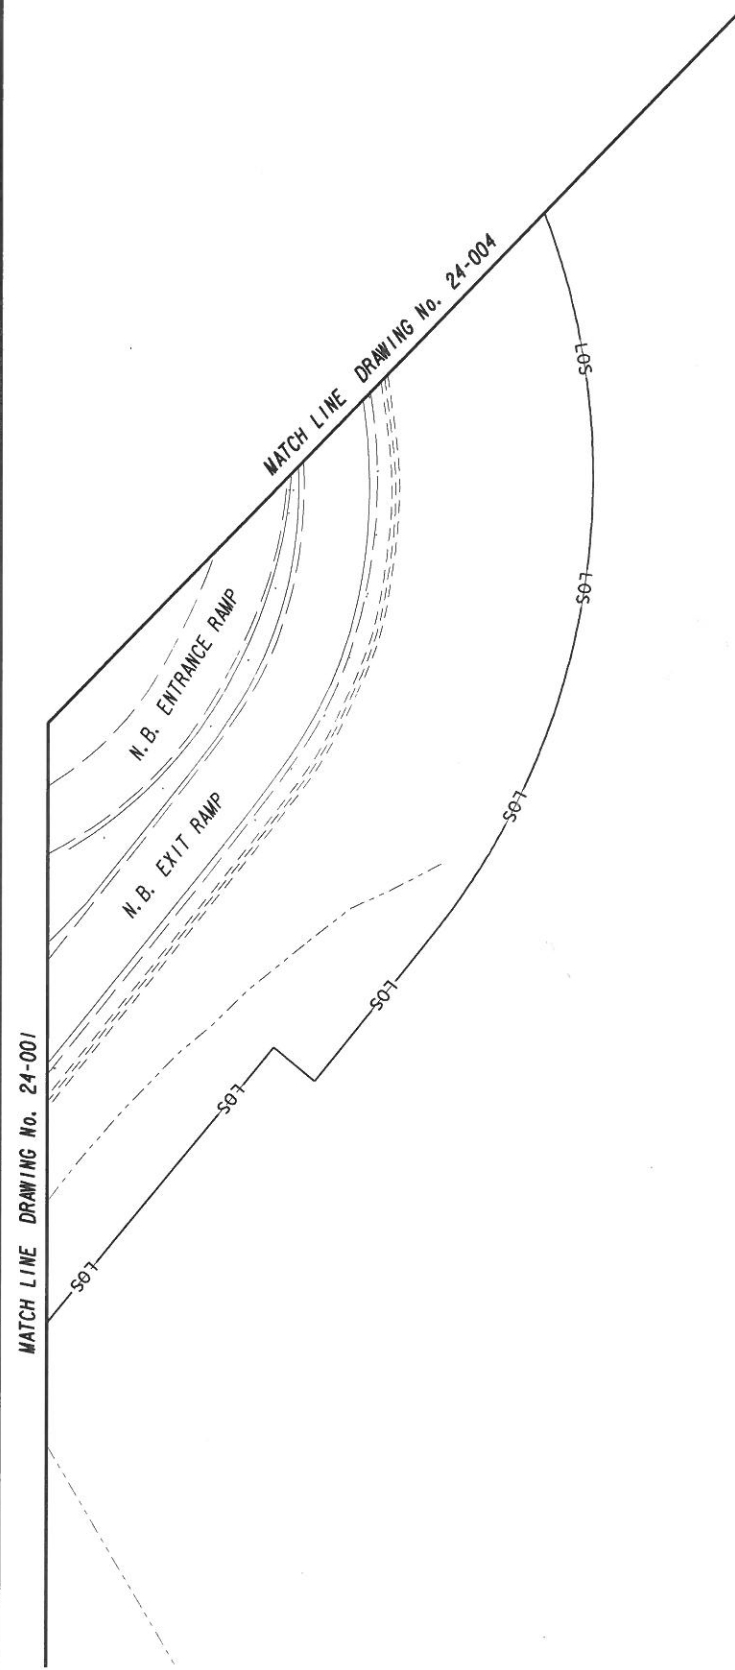 MATCH LINE DRAWING No. 24-004
LOS
LOS
N.B. ENTRANCE RAMP
N.B. EXIT RAMP
LOS
LOS
LOS
LOS
MATCH LINE DRAWING No. 24-001